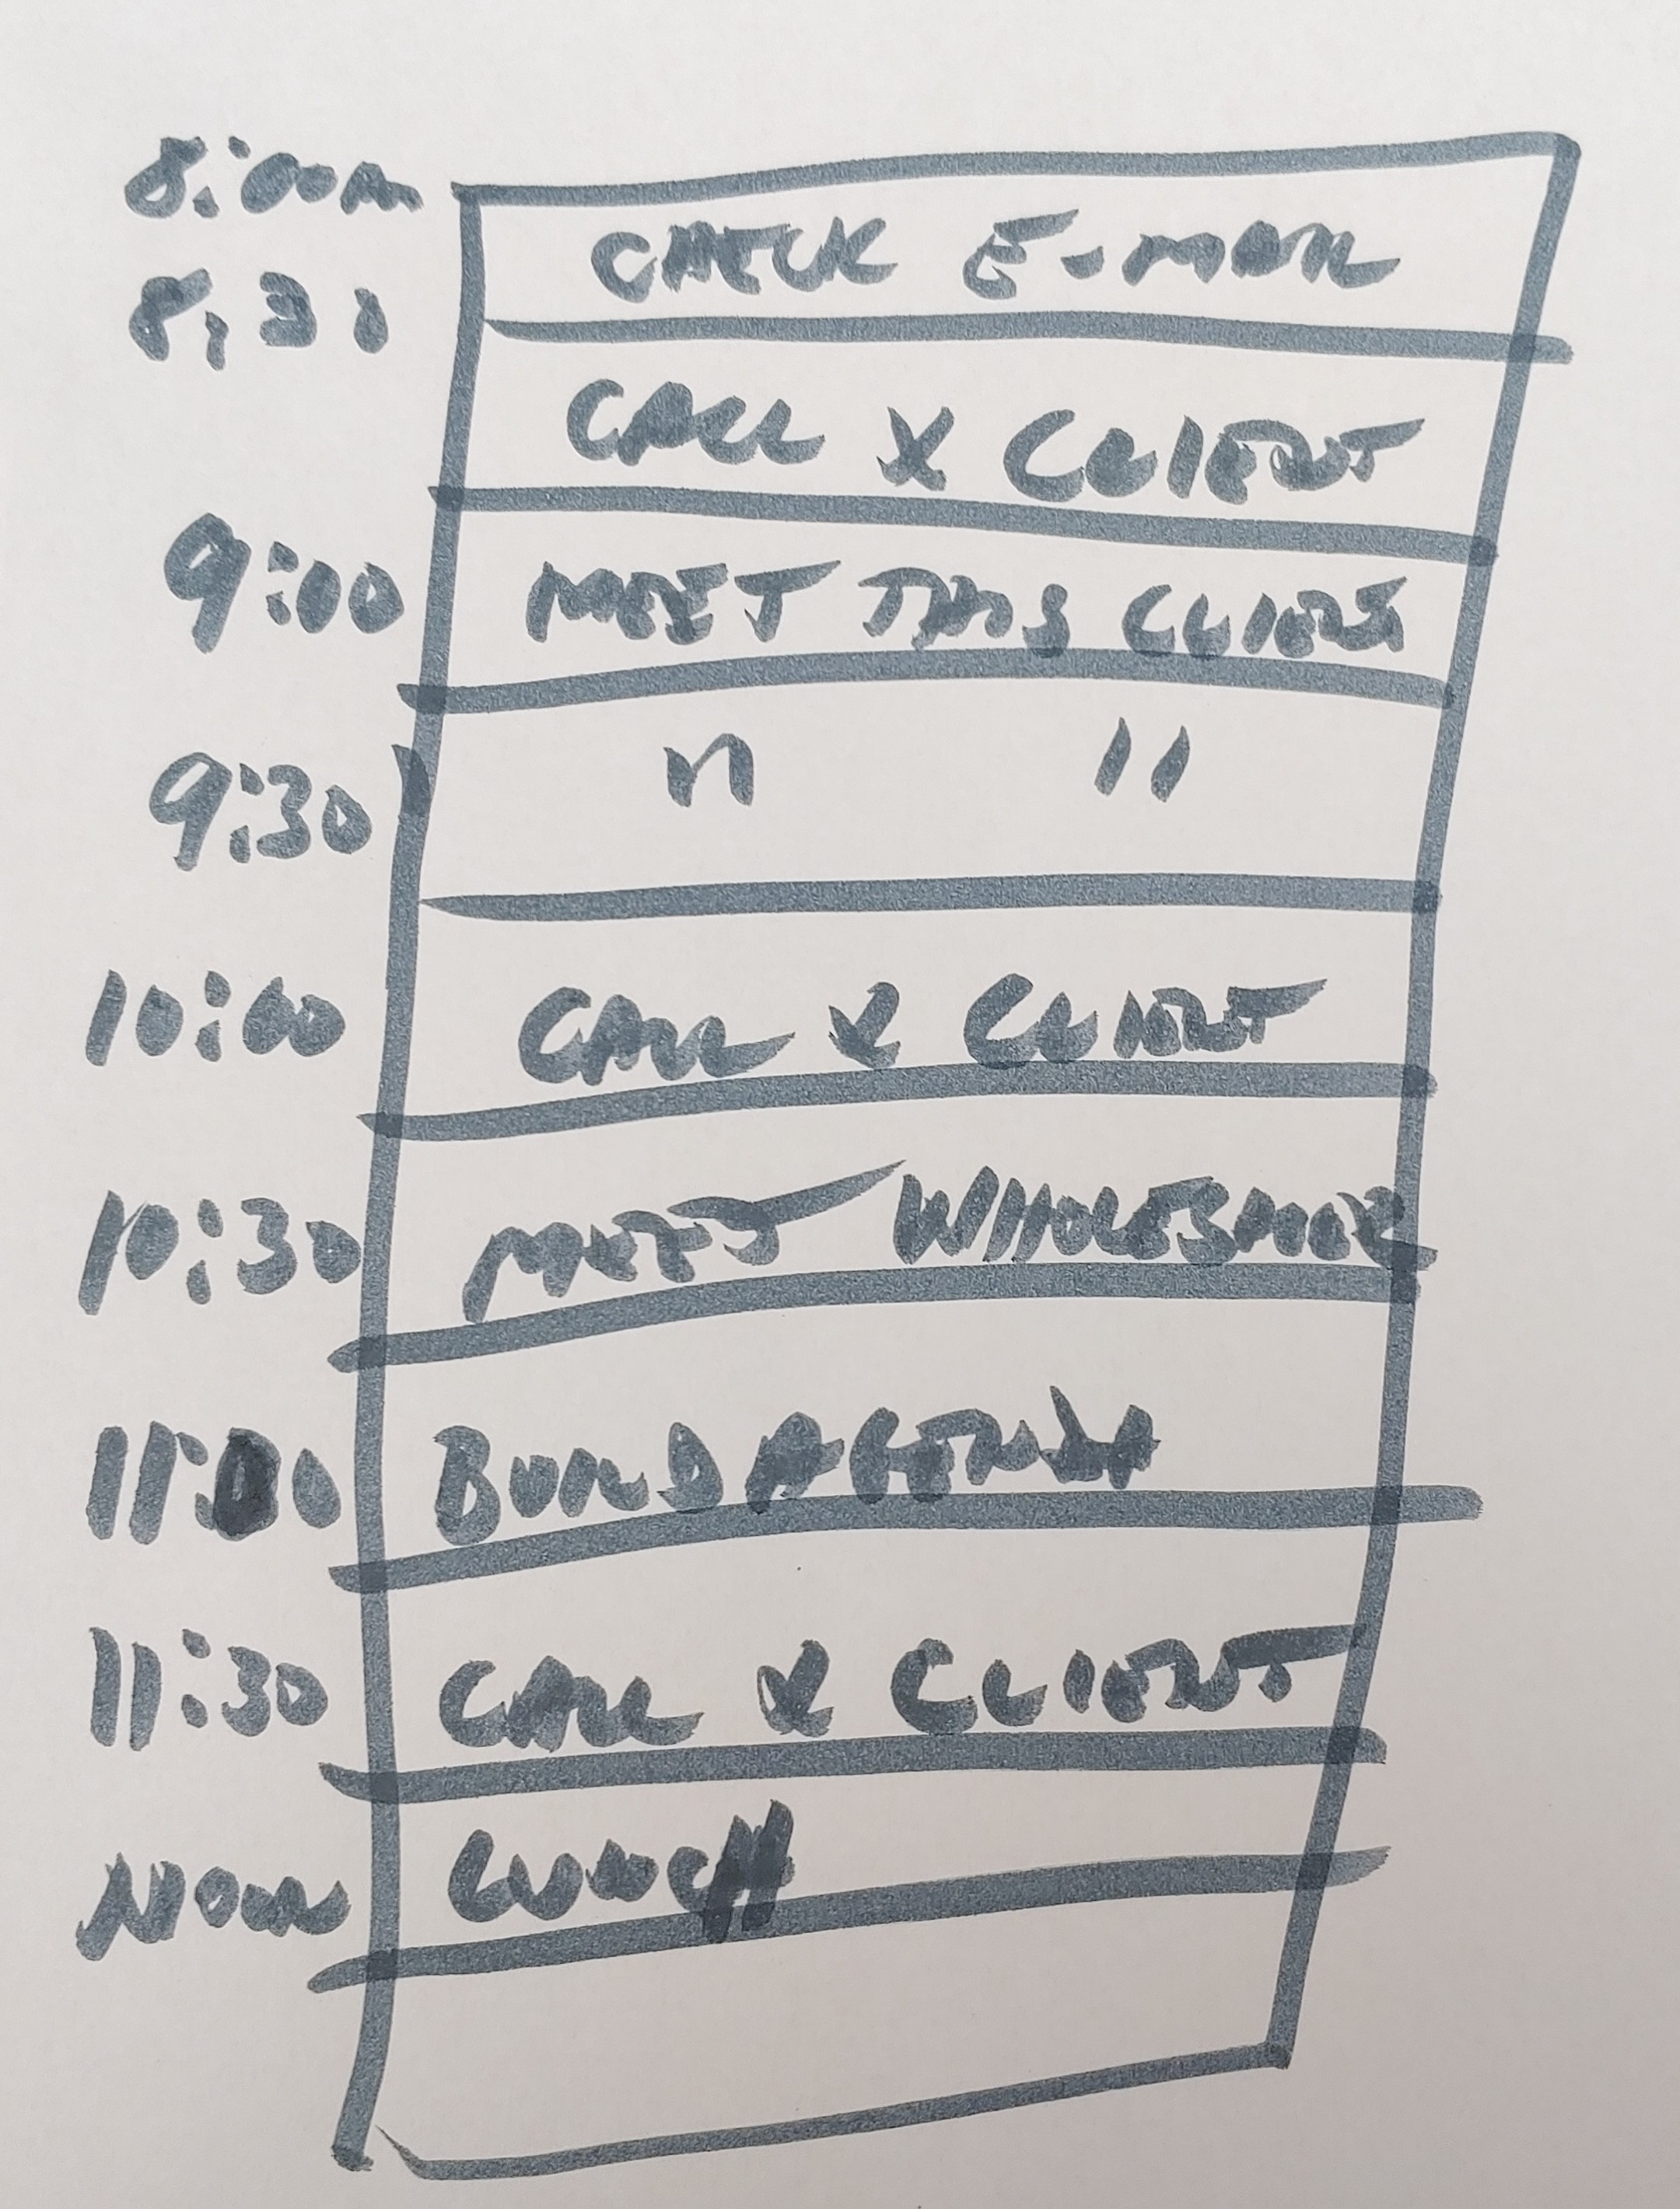 8:00AM CHECK E-MAIL
8:30 CALL X CLIENT
9:00 MEET THIS CLIENT
9:30 " "
10:00 CALL X CLIENT
10:30 MEET WHOLESALER
11:00 BUILD AGENDA
11:30 CALL X CLIENT
NOON LUNCH